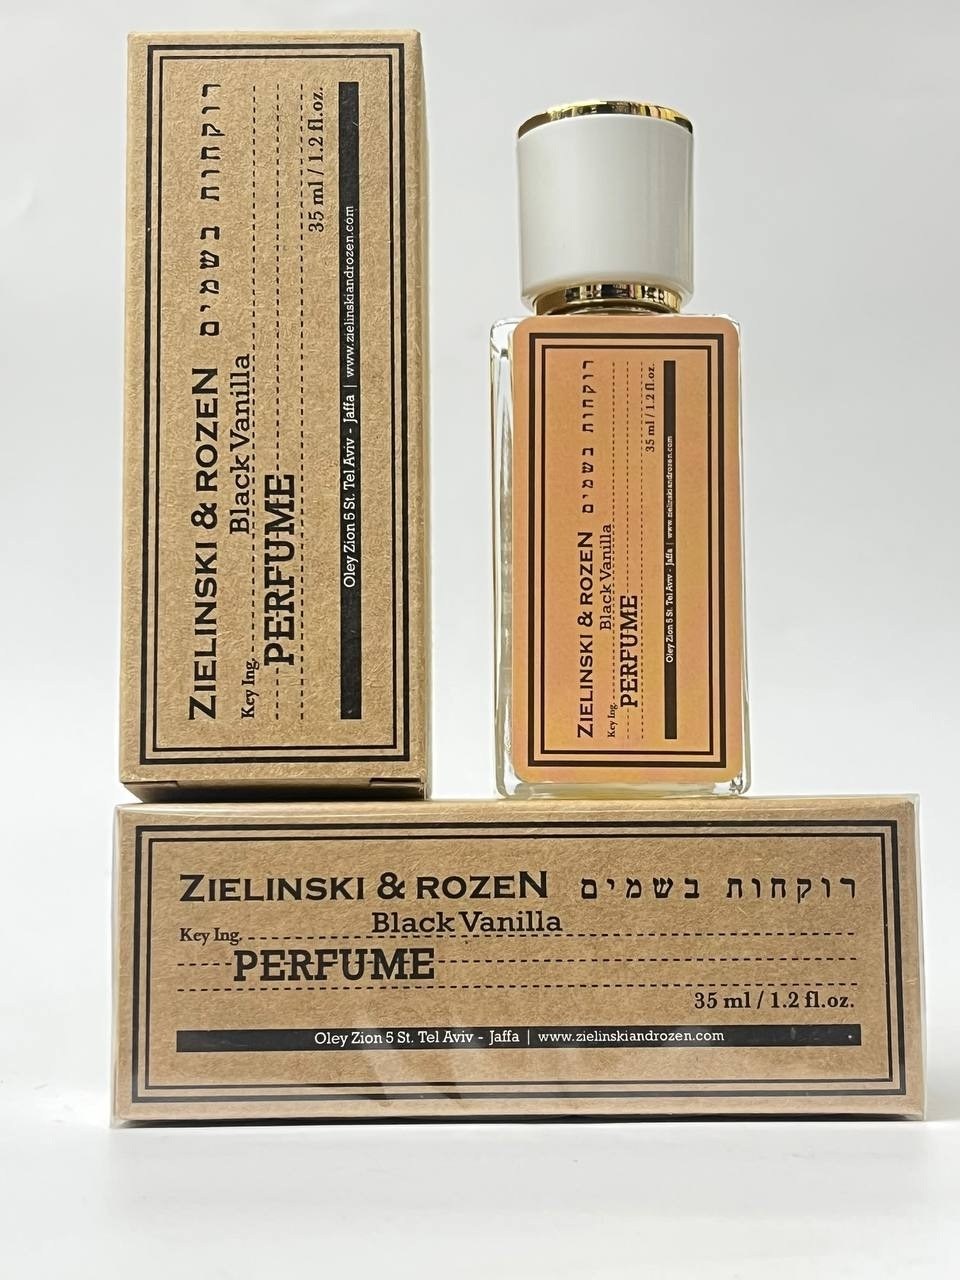 ZIELINSKI & ROZEN רוקחות בשמים
Black Vanilla
Key Ing.
PERFUME
35 ml / 1.2 fl.oz.
Oley Zion 5 St. Tel Aviv - Jaffa | www.zielinskiandrozen.com
ZIELINSKI & ROZEN רוקחות בשמים
Black Vanilla
Key Ing.
PERFUME
35 ml / 1.2 fl.oz.
Oley Zion 5 St. Tel Aviv - Jaffa | www.zielinskiandrozen.com
ZIELINSKI & ROZEN רוקחות בשמים
Black Vanilla
Key Ing.
PERFUME
35 ml / 1.2 fl.oz.
Oley Zion 5 St. Tel Aviv - Jaffa | www.zielinskiandrozen.com